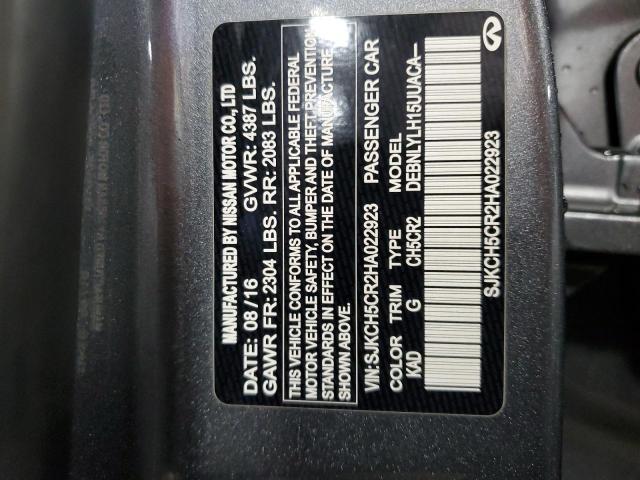 MANUFACTURED BY NISSAN MOTOR CO., LTD
DATE: 08 /16 GVWR: 4387 LBS.
GAWR FR: 2304 LBS. RR: 2083 LBS.
THIS VEHICLE CONFORMS TO ALL APPLICABLE FEDERAL
MOTOR VEHICLE SAFETY, BUMPER AND THEFT PREVENTION
STANDARDS IN EFFECT ON THE DATE OF MANUFACTURE
SHOWN ABOVE.
VIN: SJKCH5CR2HA022923 PASSENGER CAR
COLOR TRIM TYPE MODEL
KAD G CH5CR2 DEBNLYLH15UUACA—
SJKCH5CR2HA022923